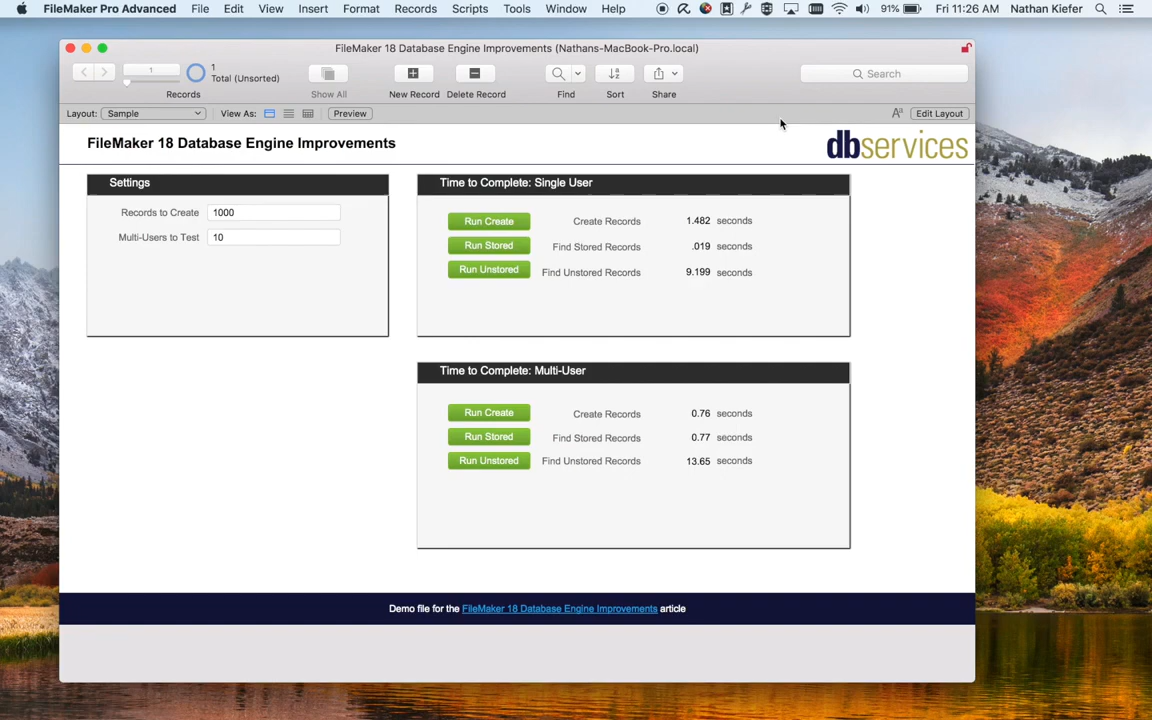 FileMaker Pro Advanced File Edit View Insert Format Records Scripts Tools Window Help 91% Fri 11:26 AM Nathan Kiefer
FileMaker 18 Database Engine Improvements (Nathans-MacBook-Pro.local)
1
1
Total (Unsorted)
Search
Records Show All New Record Delete Record Find Sort Share
Layout: Sample View As: Preview Aa Edit Layout
FileMaker 18 Database Engine Improvements
dbservices
Settings
Records to Create 1000
Multi-Users to Test 10
Time to Complete: Single User
Run Create Create Records 1.482 seconds
Run Stored Find Stored Records .019 seconds
Run Unstored Find Unstored Records 9.199 seconds
Time to Complete: Multi-User
Run Create Create Records 0.76 seconds
Run Stored Find Stored Records 0.77 seconds
Run Unstored Find Unstored Records 13.65 seconds
Demo file for the FileMaker 18 Database Engine Improvements article